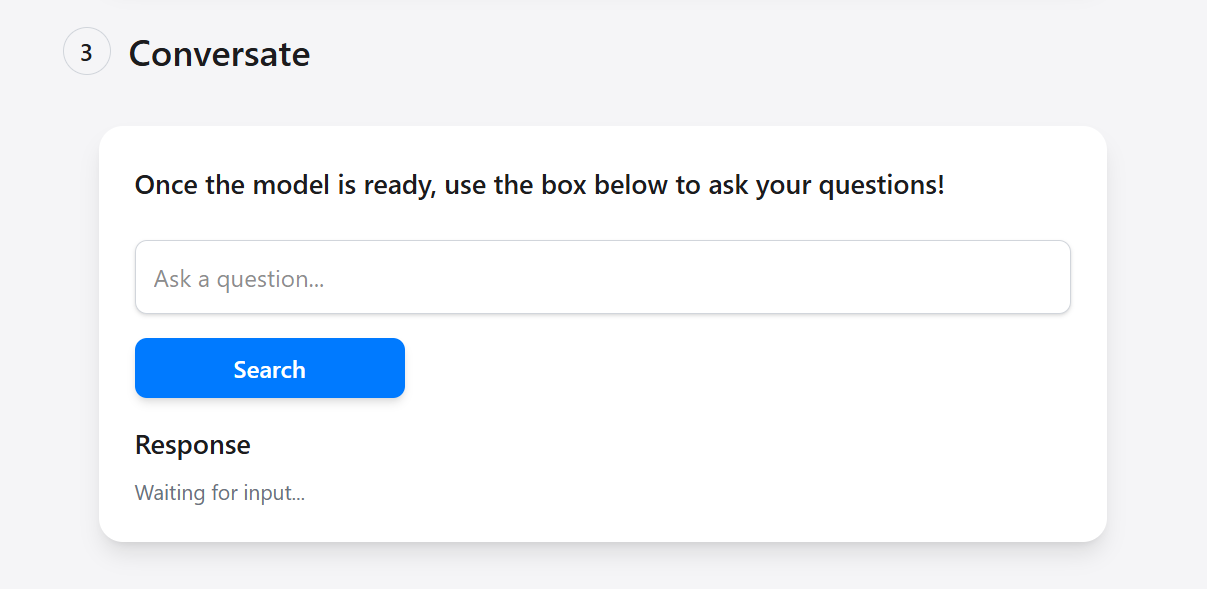 3 Conversate
Once the model is ready, use the box below to ask your questions!
Ask a question...
Search
Response
Waiting for input...